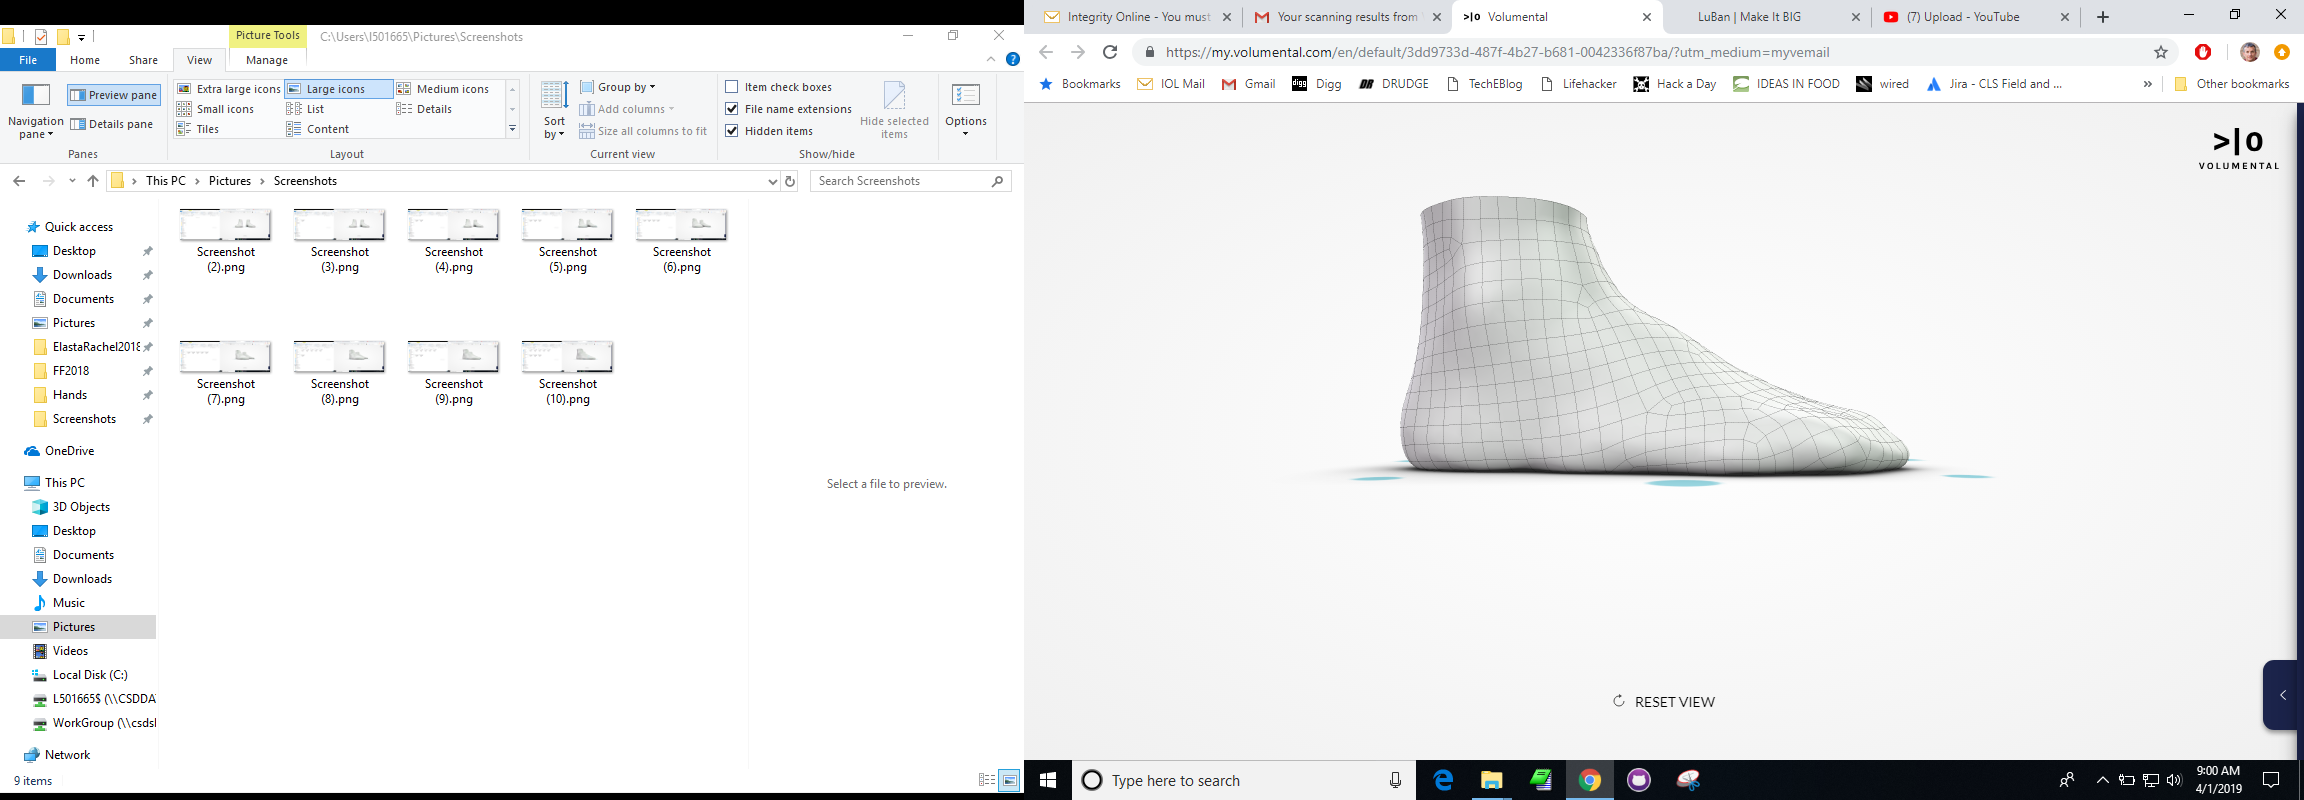 Picture Tools
C:\Users\I501665\Pictures\Screenshots
File Home Share View Manage
Navigation pane
Preview pane
Details pane
Panes
Extra large icons Large icons Medium icons
Small icons List Details
Tiles Content
Layout
Sort by
Group by
Add columns
Size all columns to fit
Current view
Item check boxes
File name extensions
Hidden items
Hide selected items
Show/hide
Options
This PC Pictures Screenshots
Search Screenshots
Quick access
Desktop
Downloads
Documents
Pictures
ElastaRachel2018
FF2018
Hands
Screenshots
OneDrive
This PC
3D Objects
Desktop
Documents
Downloads
Music
Pictures
Videos
Local Disk (C:)
L501665$ (\\CSDDA
WorkGroup (\\csds
Network
9 items
Screenshot (2).png
Screenshot (3).png
Screenshot (4).png
Screenshot (5).png
Screenshot (6).png
Screenshot (7).png
Screenshot (8).png
Screenshot (9).png
Screenshot (10).png
Select a file to preview.
Integrity Online - You must
Your scanning results from
>|o Volumental
LuBan | Make It BIG
(7) Upload - YouTube
https://my.volumental.com/en/default/3dd9733d-487f-4b27-b681-0042336f87ba/?utm_medium=myvemail
Bookmarks IOL Mail Gmail digg Digg DR DRUDGE TechEBlog Lifehacker Hack a Day IDEAS IN FOOD wired Jira - CLS Field and ... » Other bookmarks
>|o
VOLUMENTAL
RESET VIEW
Type here to search
9:00 AM
4/1/2019